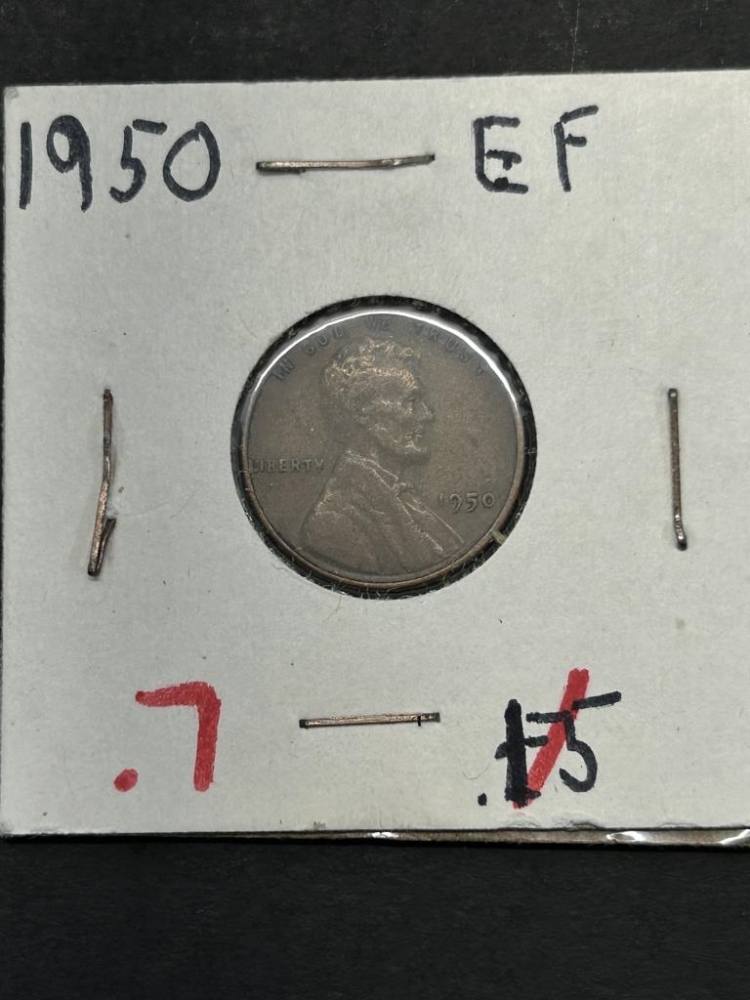 1950 EF
IN GOD WE TRUST
LIBERTY
1950
.7 .15